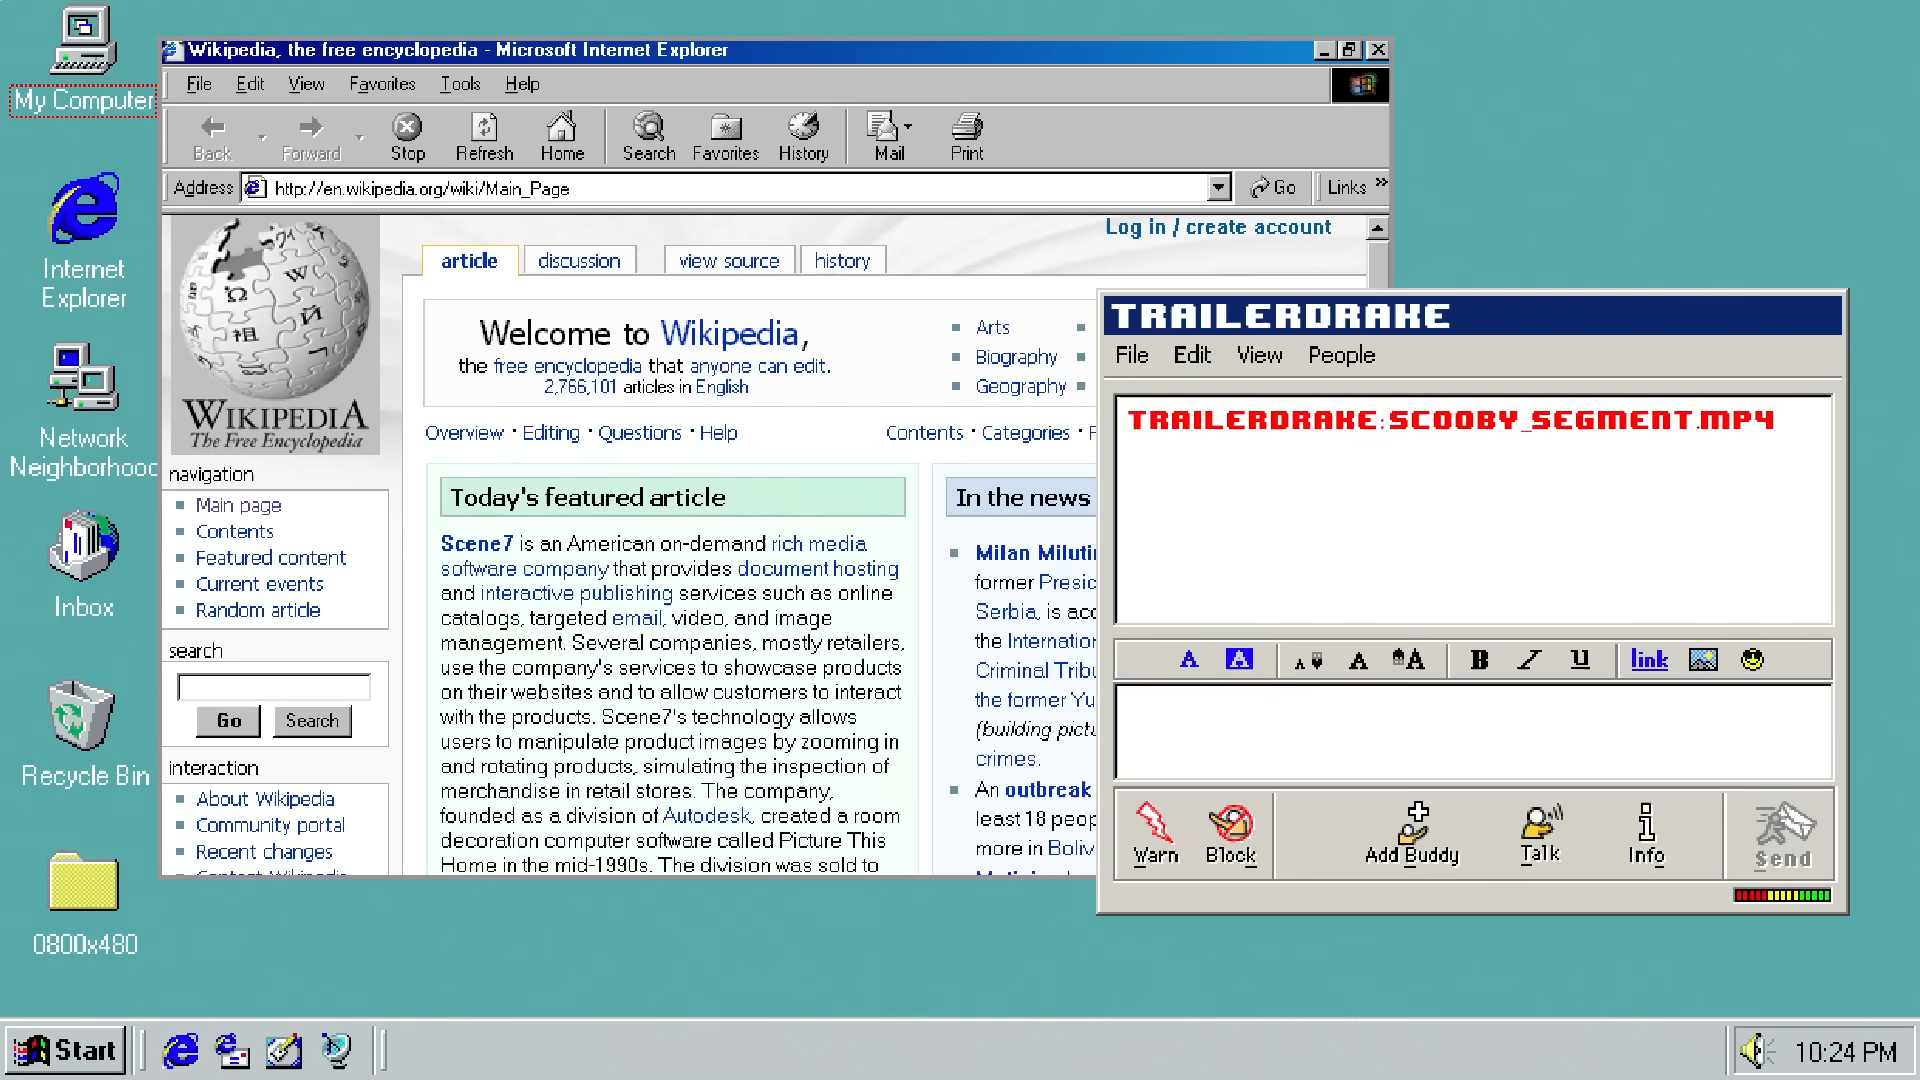 My Computer
Internet
Explorer
Network
Neighborhood
Inbox
Recycle Bin
0800x480
Wikipedia, the free encyclopedia - Microsoft Internet Explorer
File Edit View Favorites Tools Help
Back Forward Stop Refresh Home Search Favorites History Mail Print
Address http://en.wikipedia.org/wiki/Main_Page Go Links »
WIKIPEDIA
The Free Encyclopedia
navigation
Main page
Contents
Featured content
Current events
Random article
search
Go Search
interaction
About Wikipedia
Community portal
Recent changes
Log in / create account
article discussion view source history
Welcome to Wikipedia,
the free encyclopedia that anyone can edit.
2,766,101 articles in English
Arts
Biography
Geography
Overview · Editing · Questions · Help
Contents · Categories ·
Today's featured article
Scene7 is an American on-demand rich media
software company that provides document hosting
and interactive publishing services such as online
catalogs, targeted email, video, and image
management. Several companies, mostly retailers,
use the company's services to showcase products
on their websites and to allow customers to interact
with the products. Scene7's technology allows
users to manipulate product images by zooming in
and rotating products, simulating the inspection of
merchandise in retail stores. The company,
founded as a division of Autodesk, created a room
decoration computer software called Picture This
Home in the mid-1990s. The division was sold to
In the news
Milan Miluti
former Presi
Serbia, is acc
the Internatio
Criminal Tribu
the former Yu
(building pictu
crimes.
An outbreak
least 18 peop
more in Boliv
TRAILERDRAKE
File Edit View People
TRAILERDRAKE:SCOOBY_SEGMENT.MP4
A A A A A B I U link
Warn Block Add Buddy Talk Info Send
Start
10:24 PM